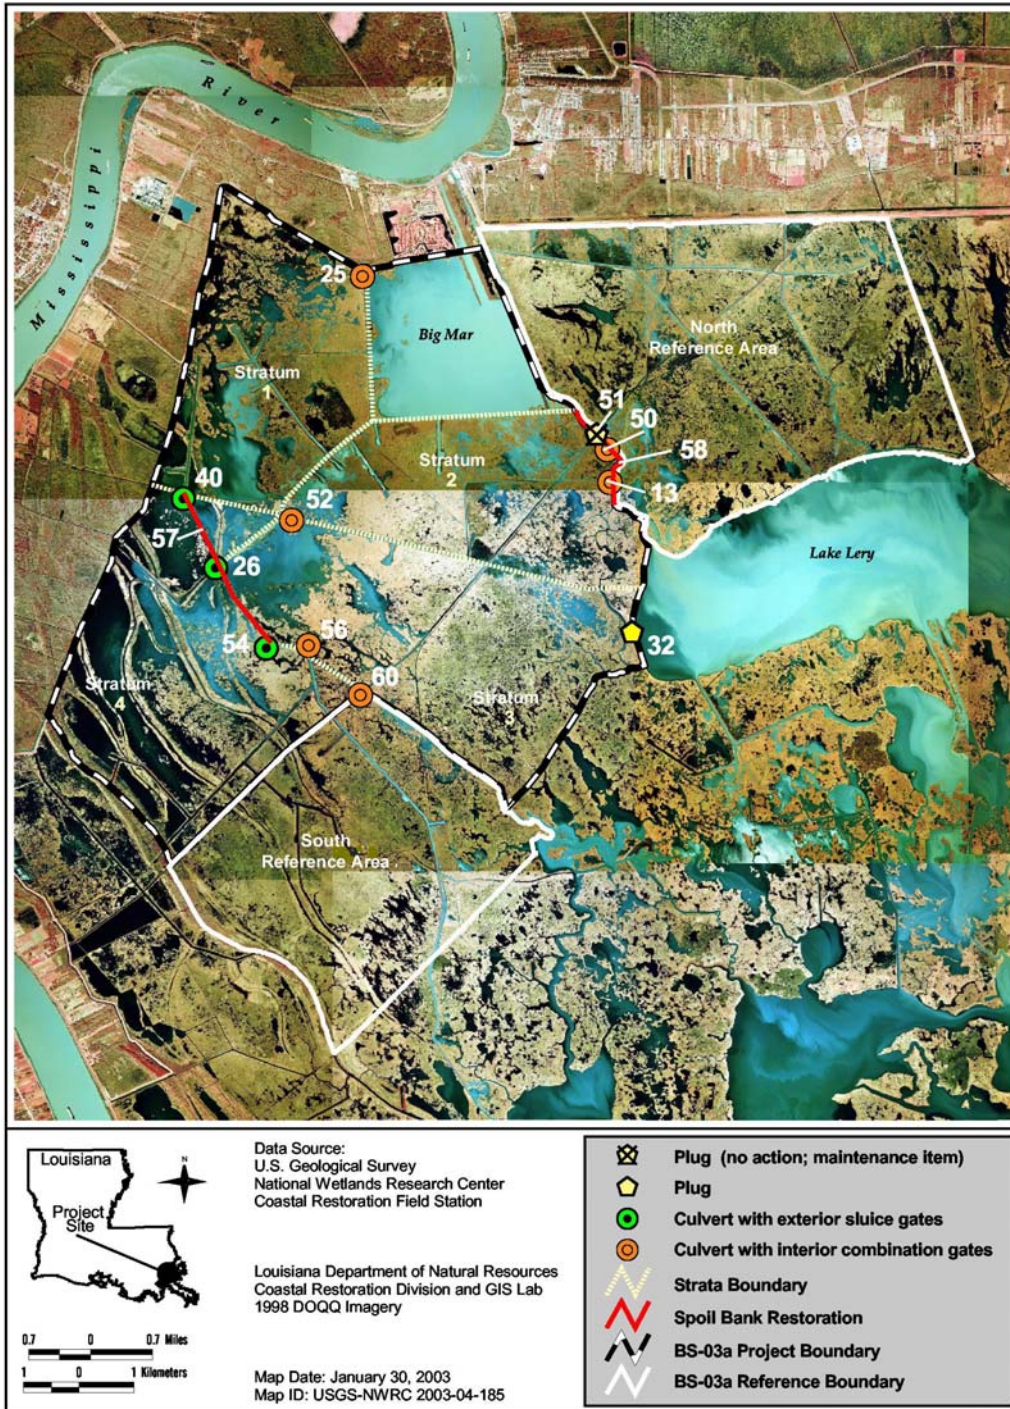 Mississippi
River
25
Big Mar
North
Reference Area
Stratum
1
51
50
58
Stratum
2
40
13
52
57
26
Lake Lery
56
54
32
60
Stratum
4
Stratum
3
South
Reference Area
Louisiana
N
Project
Site
0.7 0 0.7 Miles
1 0 1 Kilometers
Data Source:
U.S. Geological Survey
National Wetlands Research Center
Coastal Restoration Field Station
Louisiana Department of Natural Resources
Coastal Restoration Division and GIS Lab
1998 DOQQ Imagery
Map Date: January 30, 2003
Map ID: USGS-NWRC 2003-04-185
Plug (no action; maintenance item)
Plug
Culvert with exterior sluice gates
Culvert with interior combination gates
Strata Boundary
Spoil Bank Restoration
BS-03a Project Boundary
BS-03a Reference Boundary